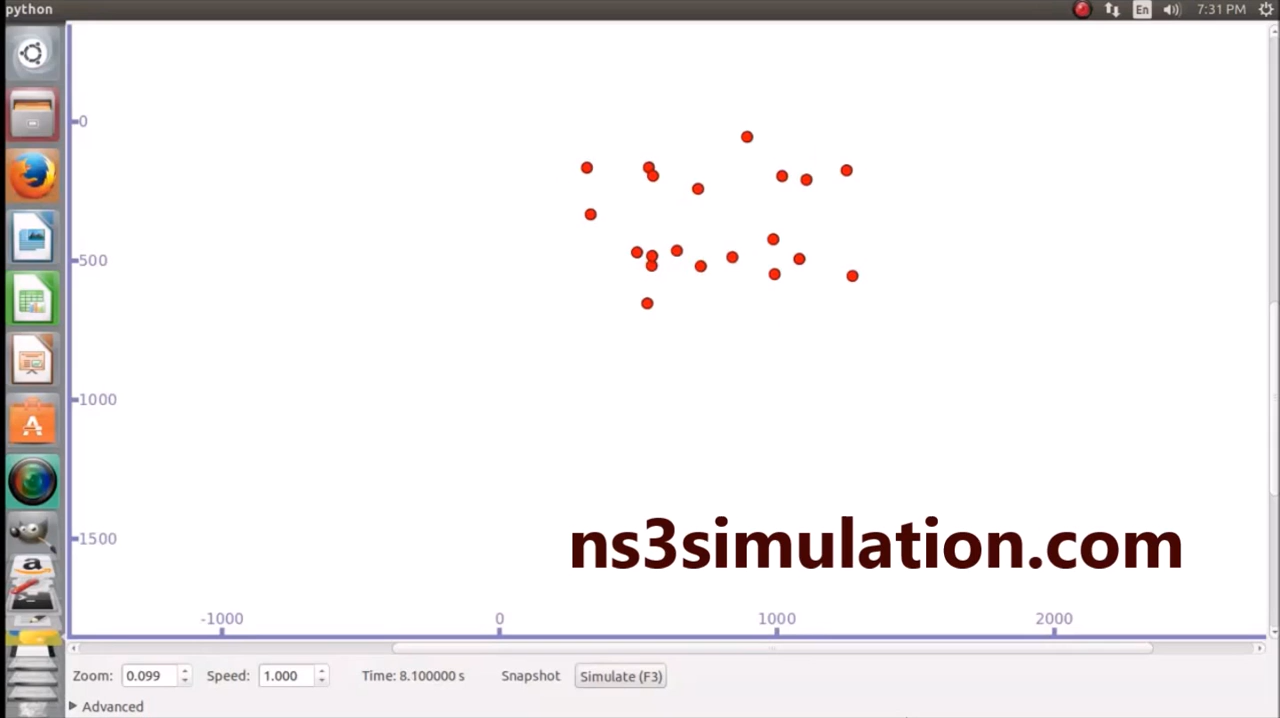 python
En
7:31 PM
0
500
1000
1500
ns3simulation.com
-1000 0 1000 2000
Zoom: 0.099 Speed: 1.000 Time: 8.100000 s Snapshot Simulate (F3)
Advanced